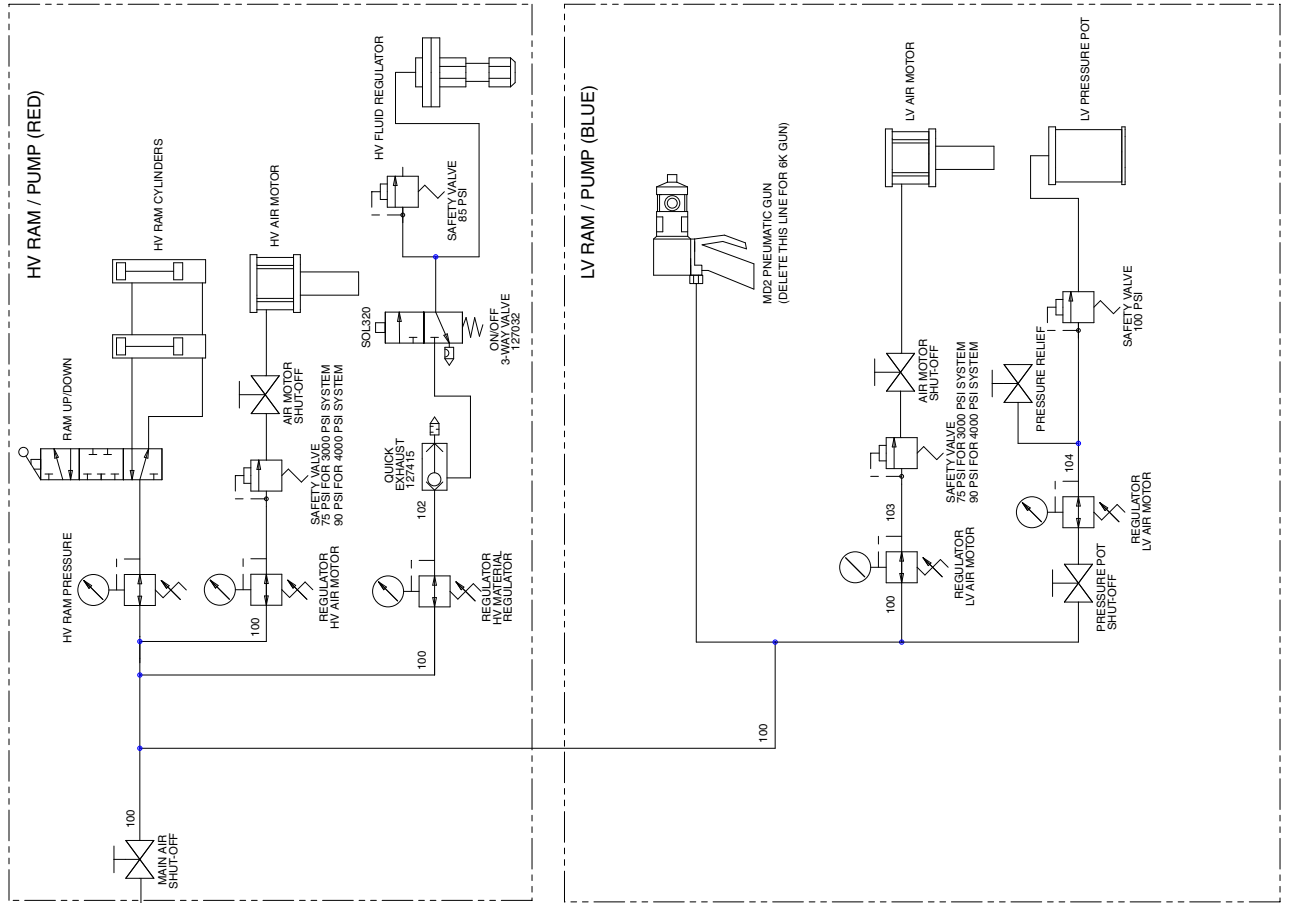 HV RAM / PUMP (RED)
RAM UP/DOWN
HV RAM CYLINDERS
HV RAM PRESSURE
HV AIR MOTOR
AIR MOTOR
SHUT-OFF
SAFETY VALVE
75 PSI FOR 3000 PSI SYSTEM
90 PSI FOR 4000 PSI SYSTEM
REGULATOR
HV AIR MOTOR
100
HV FLUID REGULATOR
SAFETY VALVE
85 PSI
SOL320
ON/OFF
3-WAY VALVE
127032
QUICK
EXHAUST
127415
102
REGULATOR
HV MATERIAL
REGULATOR
100
100
MAIN AIR
SHUT-OFF
LV RAM / PUMP (BLUE)
MD2 PNEUMATIC GUN
(DELETE THIS LINE FOR 6K GUN)
100
LV AIR MOTOR
AIR MOTOR
SHUT-OFF
SAFETY VALVE
75 PSI FOR 3000 PSI SYSTEM
90 PSI FOR 4000 PSI SYSTEM
103
REGULATOR
LV AIR MOTOR
100
LV PRESSURE POT
SAFETY VALVE
100 PSI
PRESSURE RELIEF
104
REGULATOR
LV AIR MOTOR
PRESSURE POT
SHUT-OFF